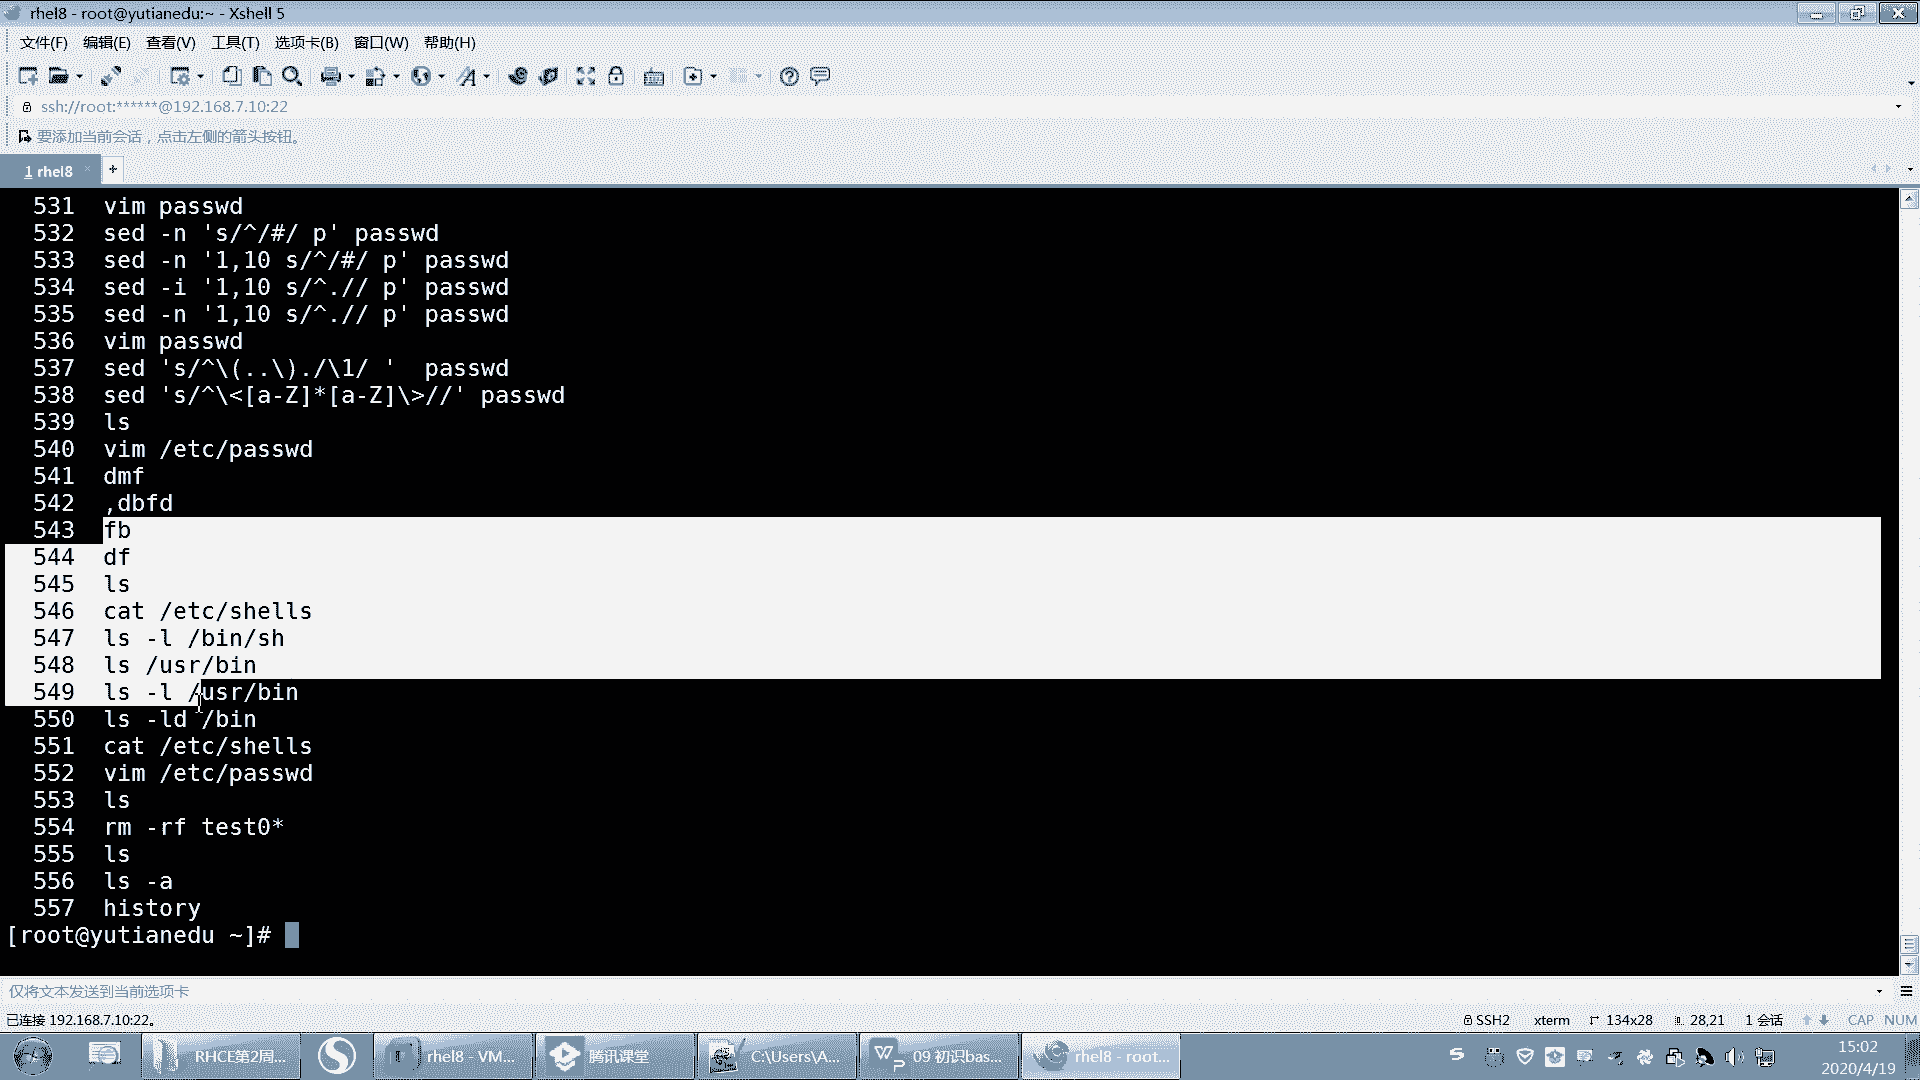 rhel8 - root@yutianedu:~ - Xshell 5
文件(F) 编辑(E) 查看(V) 工具(T) 选项卡(B) 窗口(W) 帮助(H)
ssh://root:******@192.168.7.10:22
要添加当前会话，点击左侧的箭头按钮。
1 rhel8
531 vim passwd
532 sed -n 's/^/#/ p' passwd
533 sed -n '1,10 s/^/#/ p' passwd
534 sed -i '1,10 s/^.// p' passwd
535 sed -n '1,10 s/^.// p' passwd
536 vim passwd
537 sed 's/^\(..\)./\1/ '  passwd
538 sed 's/^\<[a-Z]*[a-Z]\>//' passwd
539 ls
540 vim /etc/passwd
541 dmf
542 ,dbfd
543 fb
544 df
545 ls
546 cat /etc/shells
547 ls -l /bin/sh
548 ls /usr/bin
549 ls -l /usr/bin
550 ls -ld /bin
551 cat /etc/shells
552 vim /etc/passwd
553 ls
554 rm -rf test0*
555 ls
556 ls -a
557 history
[root@yutianedu ~]#
仅将文本发送到当前选项卡
已连接 192.168.7.10:22。 SSH2 xterm 134x28 28,21 1 会话 CAP NUM
RHCE第2周... rhel8 - VM... 腾讯课堂 C:\Users\A... 09 初识bas... rhel8 - root...
15:02
2020/4/19